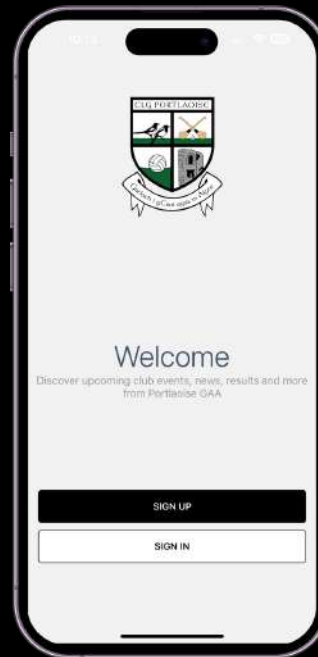 CLG PORTLAOISE
Welcome
Discover upcoming club events, news, results and more
from Portlaoise GAA
SIGN UP
SIGN IN